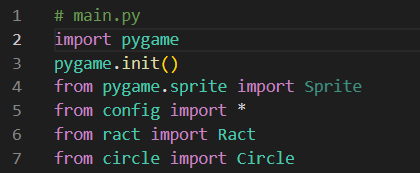 1 # main.py
2 import pygame
3 pygame.init()
4 from pygame.sprite import Sprite
5 from config import *
6 from ract import Ract
7 from circle import Circle